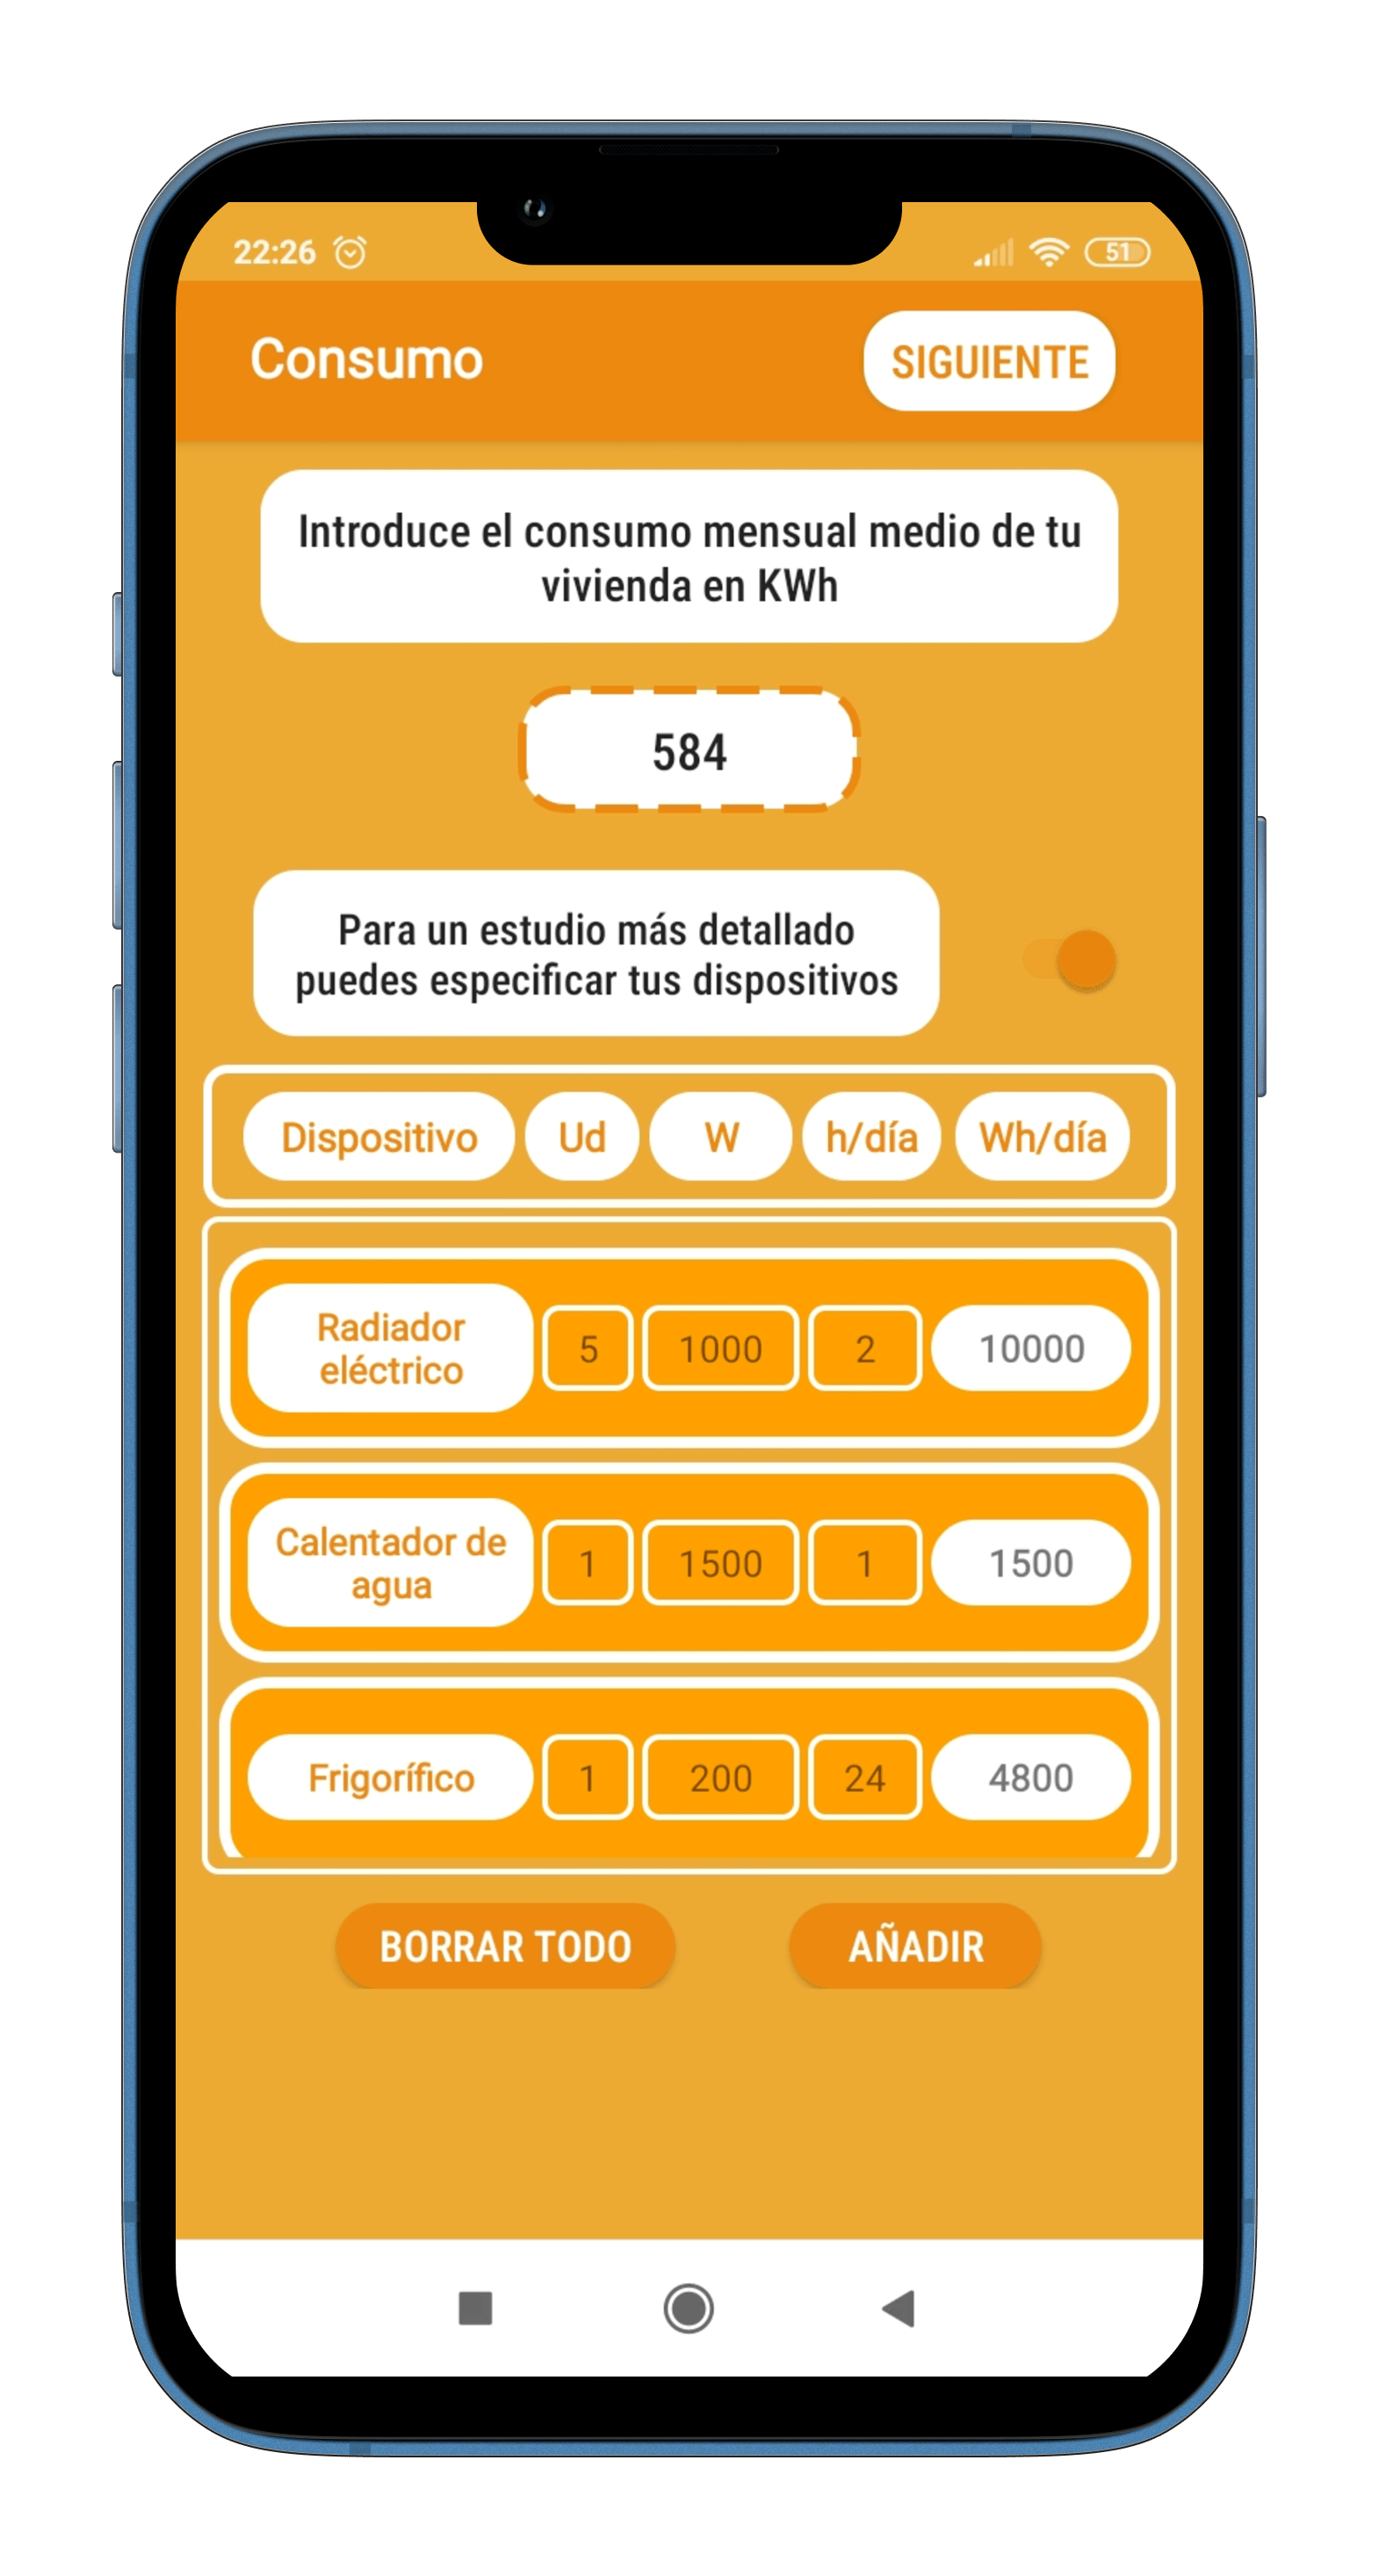 22:26
51
Consumo
SIGUIENTE
Introduce el consumo mensual medio de tu
vivienda en KWh
584
Para un estudio más detallado
puedes especificar tus dispositivos
Dispositivo Ud W h/día Wh/día
Radiador
eléctrico
5 1000 2 10000
Calentador de
agua
1 1500 1 1500
Frigorífico 1 200 24 4800
BORRAR TODO AÑADIR